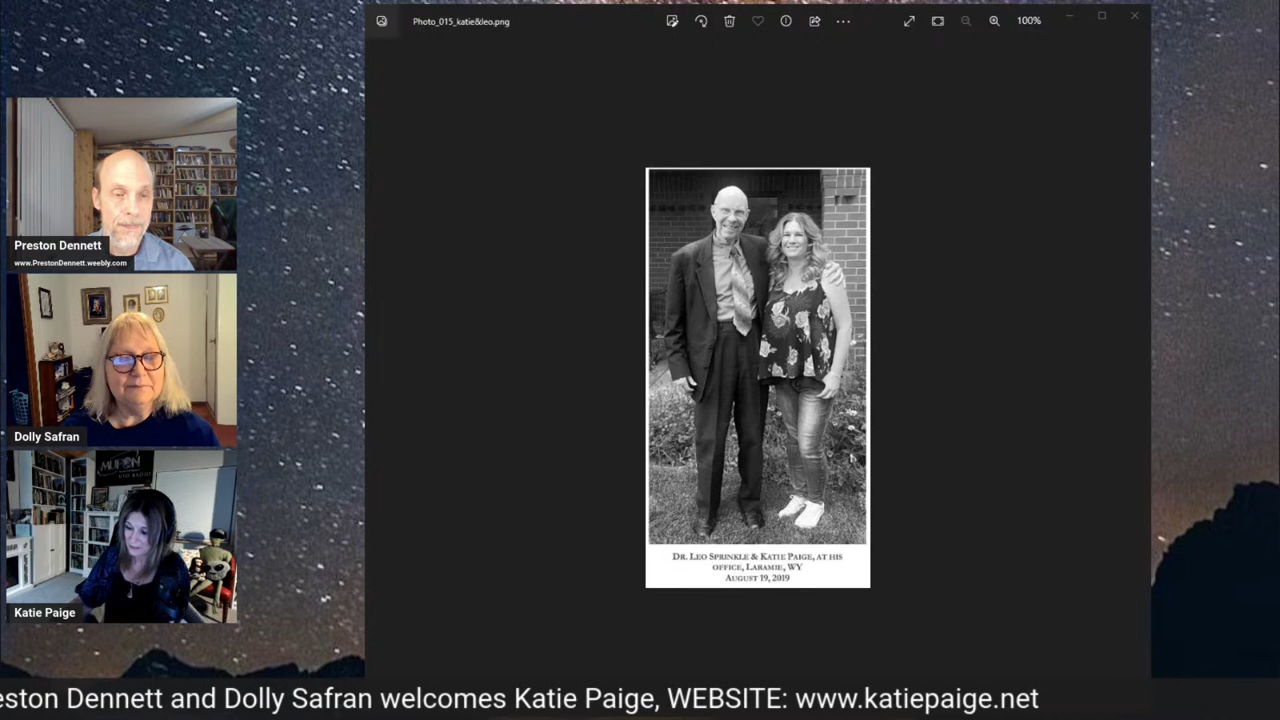 Photo_015_katie&leo.png
100%
Preston Dennett
www.PrestonDennett.weebly.com
Dolly Safran
MUFON
Katie Paige
Dr. Leo Sprinkle & Katie Paige, at his
office, Laramie, WY
August 19, 2019
eston Dennett and Dolly Safran welcomes Katie Paige, WEBSITE: www.katiepaige.net